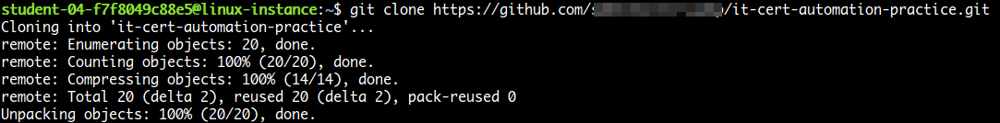 student-04-f7f8049c88e5@linux-instance:~$ git clone https://github.com/s/it-cert-automation-practice.git
Cloning into 'it-cert-automation-practice'...
remote: Enumerating objects: 20, done.
remote: Counting objects: 100% (20/20), done.
remote: Compressing objects: 100% (14/14), done.
remote: Total 20 (delta 2), reused 20 (delta 2), pack-reused 0
Unpacking objects: 100% (20/20), done.